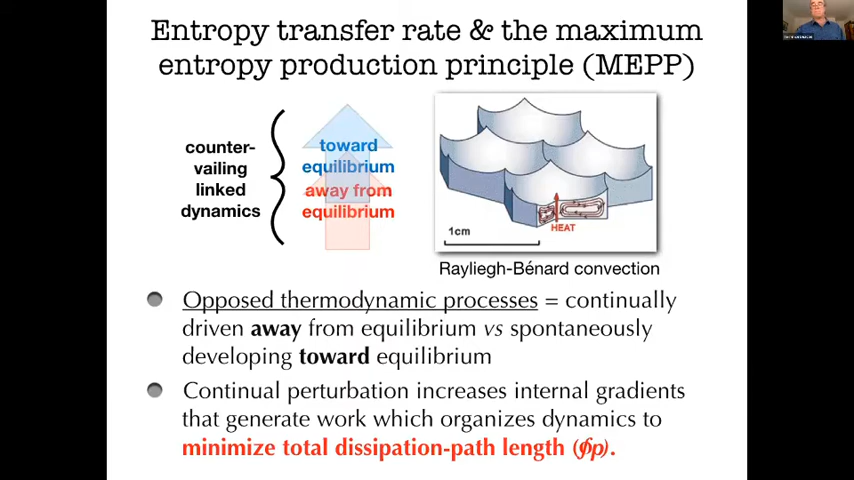 Entropy transfer rate & the maximum
entropy production principle (MEPP)
counter-
vailing
linked
dynamics
toward
equilibrium
away from
equilibrium
1cm
HEAT
Rayliegh-Bénard convection
Opposed thermodynamic processes = continually
driven away from equilibrium vs spontaneously
developing toward equilibrium
Continual perturbation increases internal gradients
that generate work which organizes dynamics to
minimize total dissipation-path length